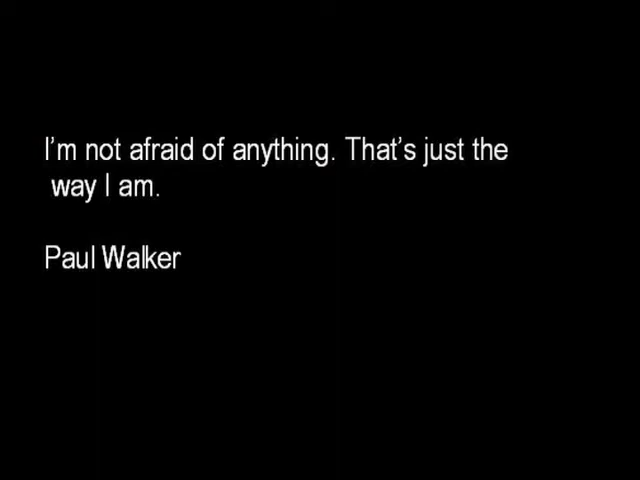 I’m not afraid of anything. That’s just the
way I am.
Paul Walker